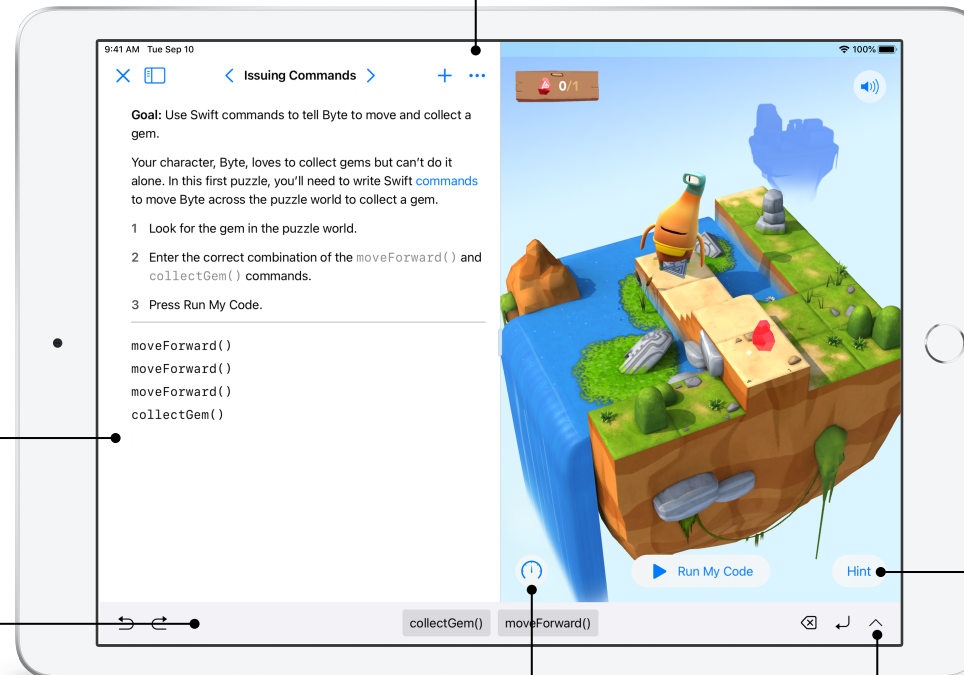 9:41 AM Tue Sep 10
100%
Issuing Commands
Goal: Use Swift commands to tell Byte to move and collect a
gem.
Your character, Byte, loves to collect gems but can’t do it
alone. In this first puzzle, you’ll need to write Swift commands
to move Byte across the puzzle world to collect a gem.
1 Look for the gem in the puzzle world.
2 Enter the correct combination of the moveForward() and
collectGem() commands.
3 Press Run My Code.
moveForward()
moveForward()
moveForward()
collectGem()
0/1
Run My Code
Hint
collectGem()
moveForward()